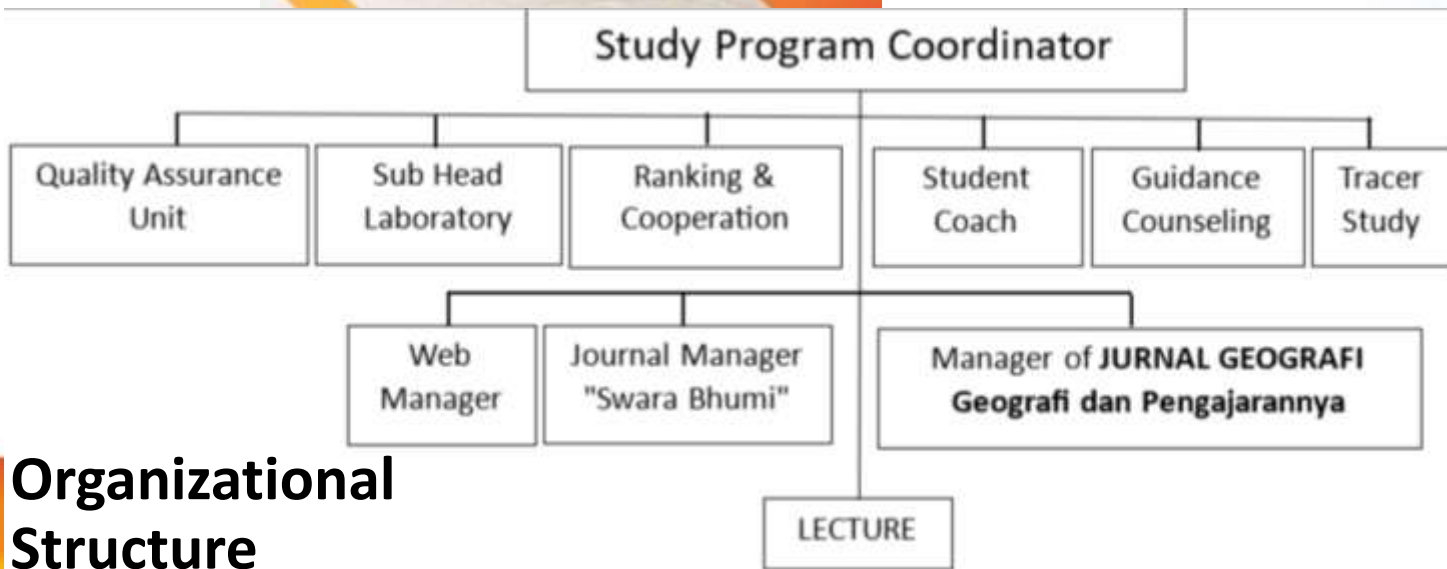 Study Program Coordinator
Quality Assurance
Unit
Sub Head
Laboratory
Ranking &
Cooperation
Student
Coach
Guidance
Counseling
Tracer
Study
Web
Manager
Journal Manager
"Swara Bhumi"
Manager of JURNAL GEOGRAFI
Geografi dan Pengajarannya
Organizational
Structure
LECTURE